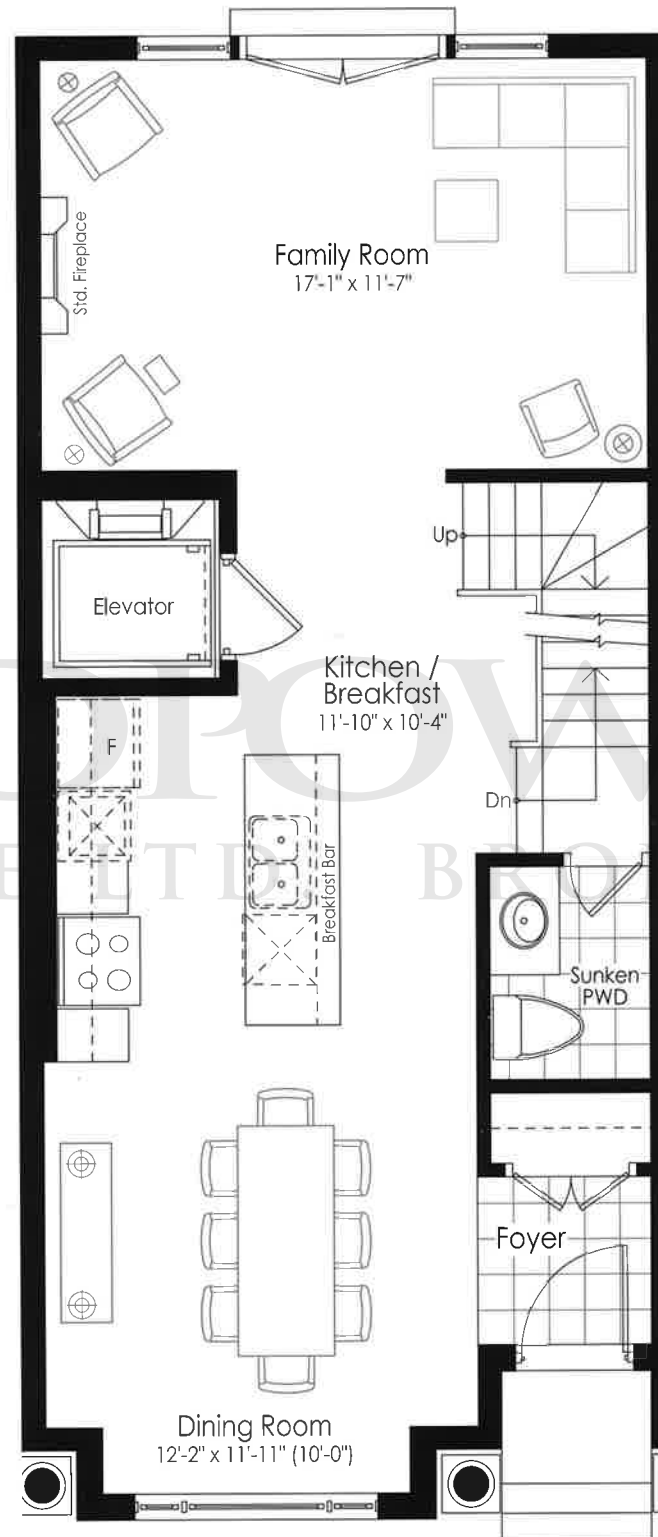 Std. Fireplace
Family Room
17'-1" x 11'-7"
Up
Elevator
Kitchen /
Breakfast
11'-10" x 10'-4"
F
Dn
Breakfast Bar
Sunken
PWD
Foyer
Dining Room
12'-2" x 11'-11" (10'-0")